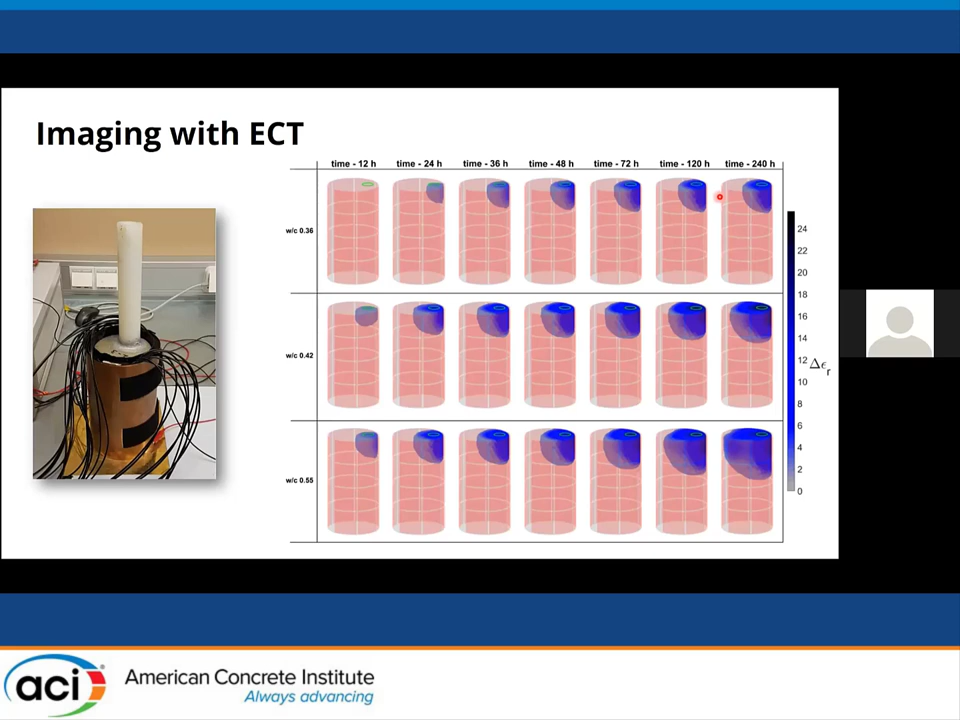 Imaging with ECT
time - 12 h time - 24 h time - 36 h time - 48 h time - 72 h time - 120 h time - 240 h
w/c 0.36
w/c 0.42
w/c 0.55
24
22
20
18
16
14
12
10
8
6
4
2
0
Δϵr
aci American Concrete Institute
Always advancing